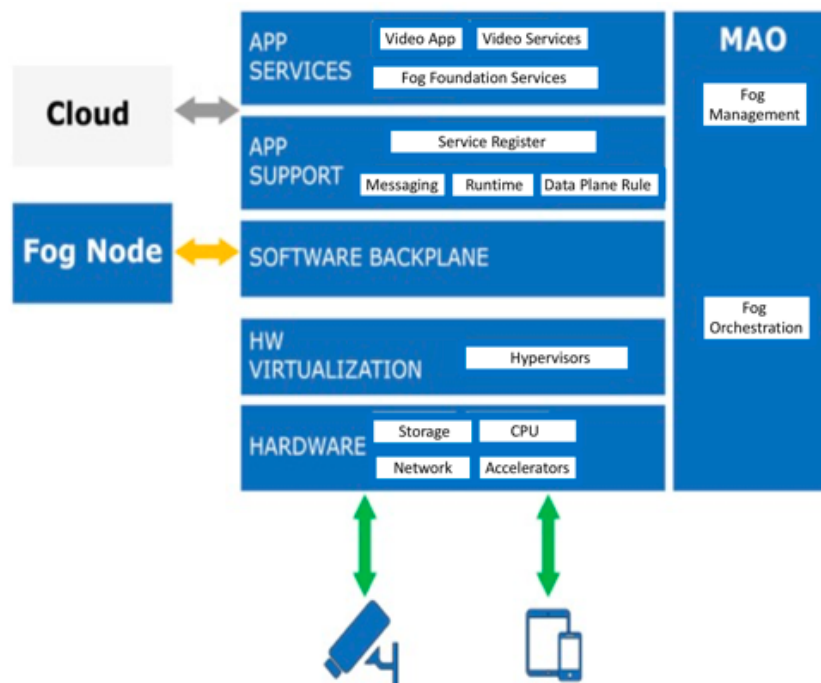 APP
SERVICES
Video App
Video Services
Fog Foundation Services
MAO
Fog
Management
Cloud
APP
SUPPORT
Service Register
Messaging
Runtime
Data Plane Rule
Fog Node
SOFTWARE BACKPLANE
Fog
Orchestration
HW
VIRTUALIZATION
Hypervisors
HARDWARE
Storage
CPU
Network
Accelerators